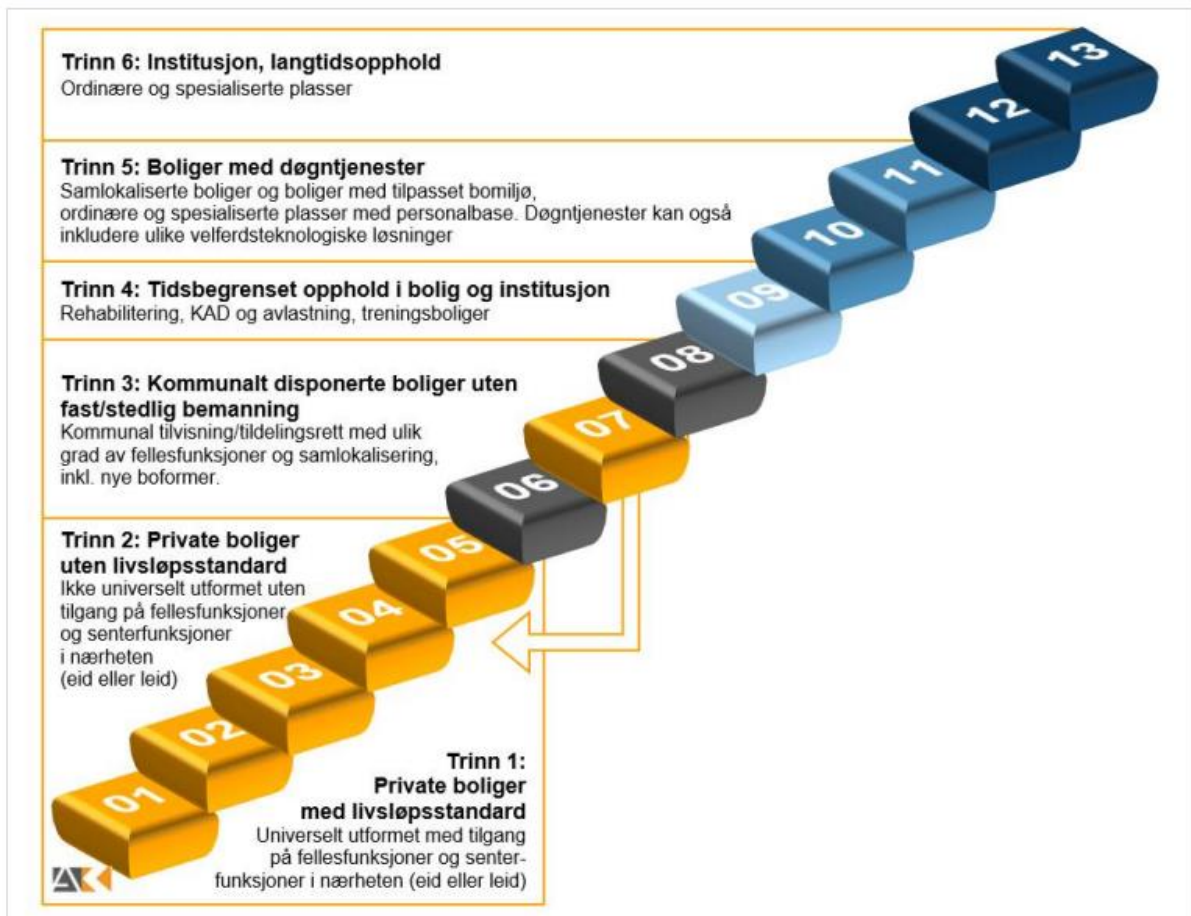 Trinn 6: Institusjon, langtidsopphold
Ordinære og spesialiserte plasser
Trinn 5: Boliger med døgntjenester
Samlokaliserte boliger og boliger med tilpasset bomiljø,
ordinære og spesialiserte plasser med personalbase. Døgntjenester kan også
inkludere ulike velferdsteknologiske løsninger
Trinn 4: Tidsbegrenset opphold i bolig og institusjon
Rehabilitering, KAD og avlastning, treningsboliger
Trinn 3: Kommunalt disponerte boliger uten
fast/stedlig bemanning
Kommunal tilvisning/tildelingsrett med ulik
grad av fellesfunksjoner og samlokalisering,
inkl. nye boformer.
Trinn 2: Private boliger
uten livsløpsstandard
Ikke universelt utformet uten
tilgang på fellesfunksjoner
og senterfunksjoner
i nærheten
(eid eller leid)
Trinn 1:
Private boliger
med livsløpsstandard
Universelt utformet med tilgang
på fellesfunksjoner og senter-
funksjoner i nærheten (eid eller leid)
13
12
11
10
09
08
07
06
05
04
03
02
01